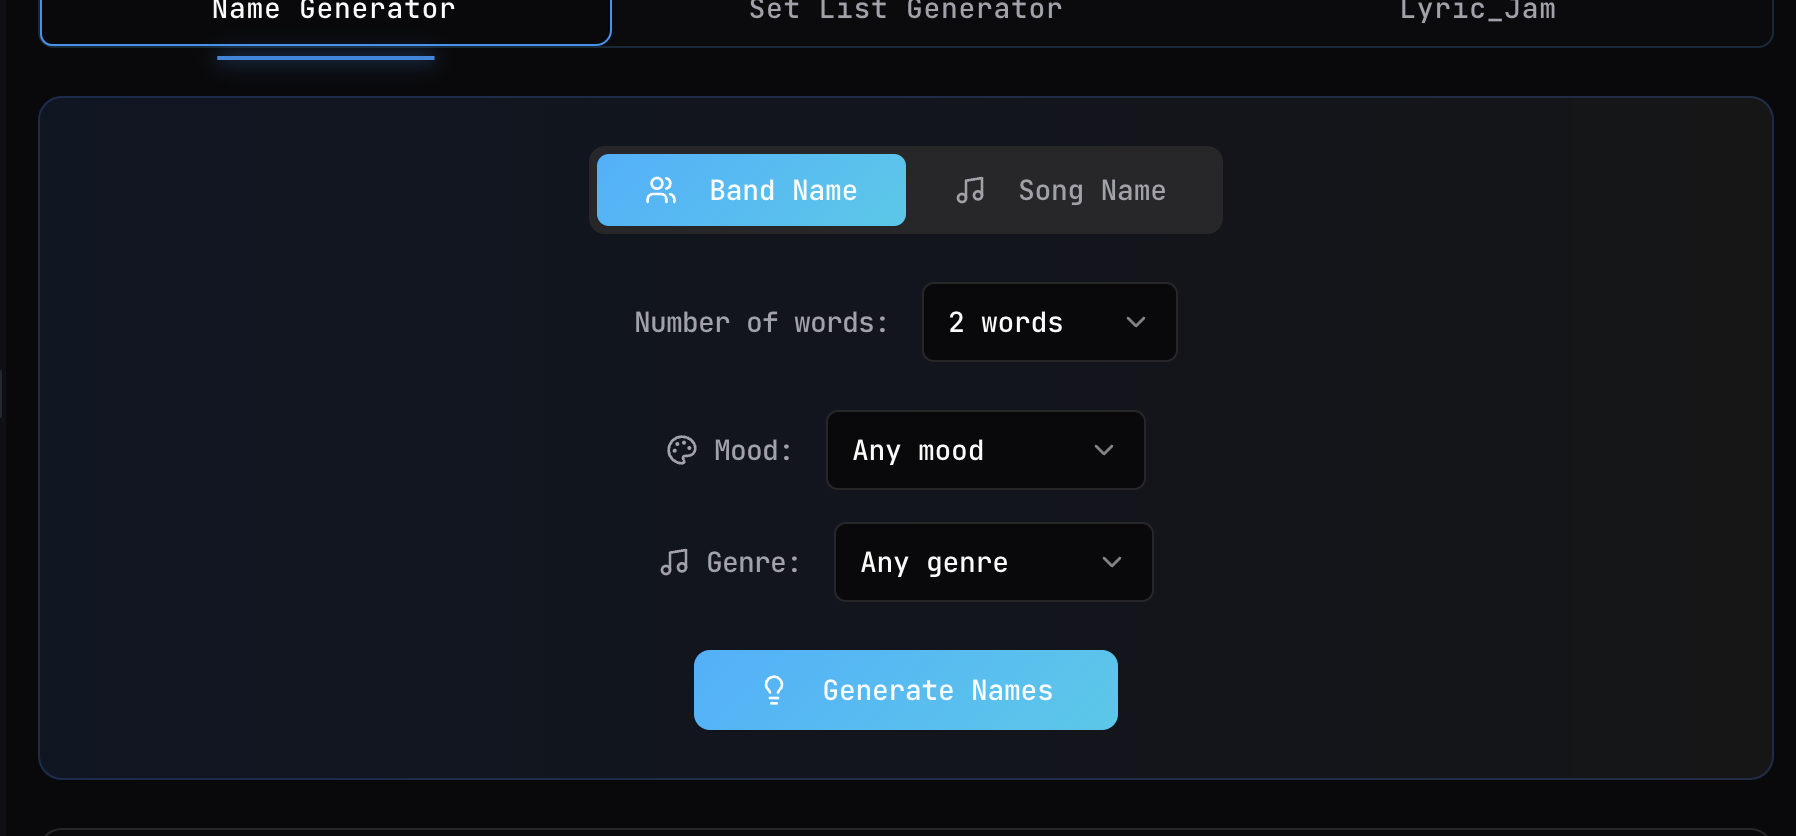 Name Generator
Set List Generator
Lyric_Jam
Band Name
Song Name
Number of words:
2 words
Mood:
Any mood
Genre:
Any genre
Generate Names